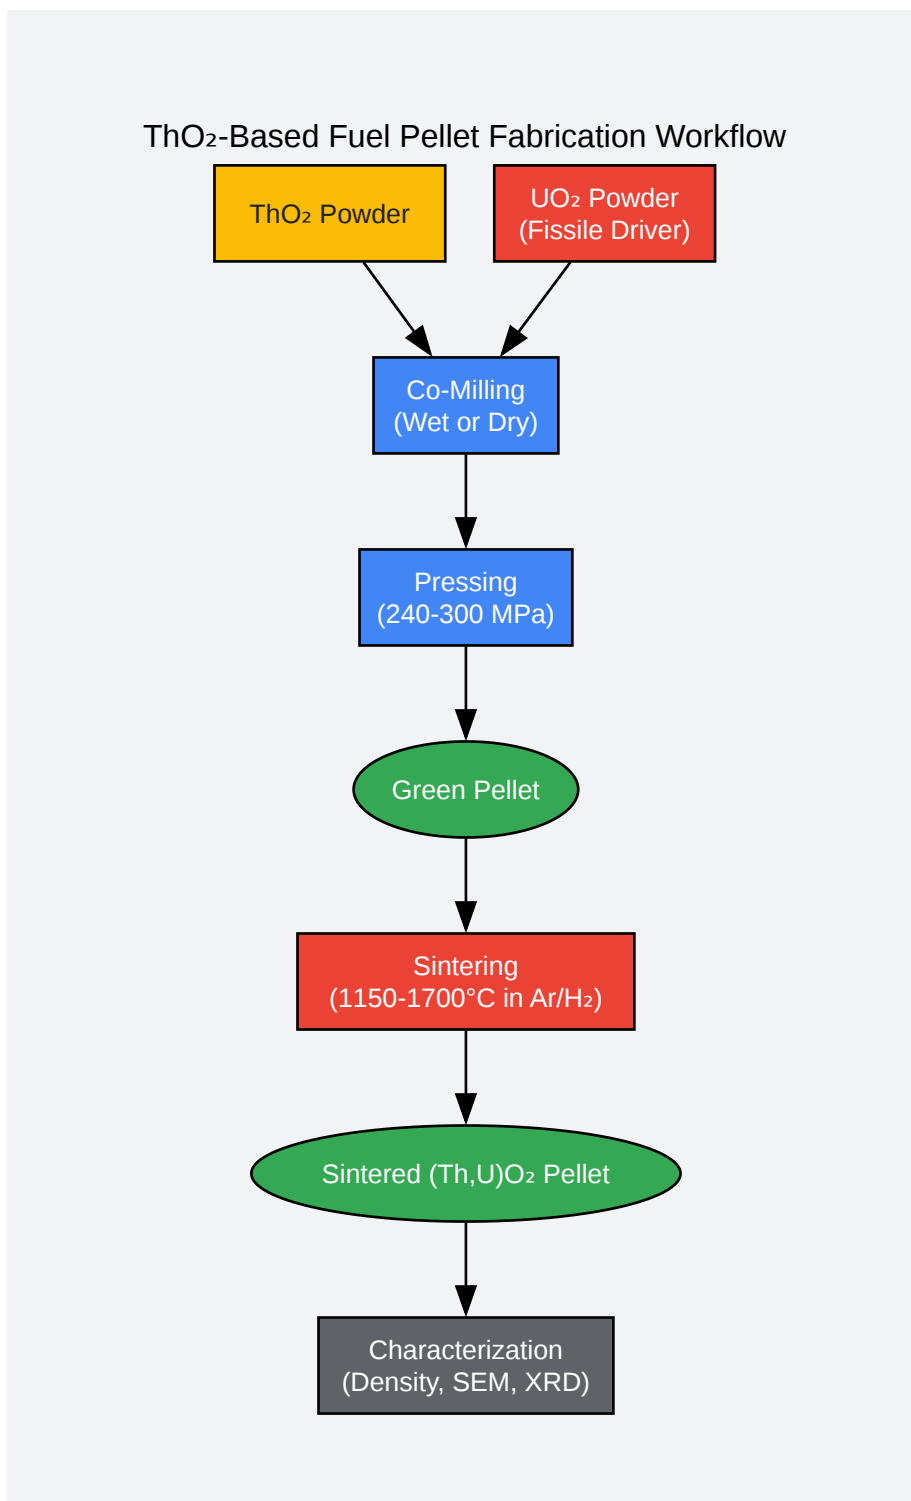 ThO₂-Based Fuel Pellet Fabrication Workflow
ThO₂ Powder
UO₂ Powder
(Fissile Driver)
Co-Milling
(Wet or Dry)
Pressing
(240-300 MPa)
Green Pellet
Sintering
(1150-1700°C in Ar/H₂)
Sintered (Th,U)O₂ Pellet
Characterization
(Density, SEM, XRD)